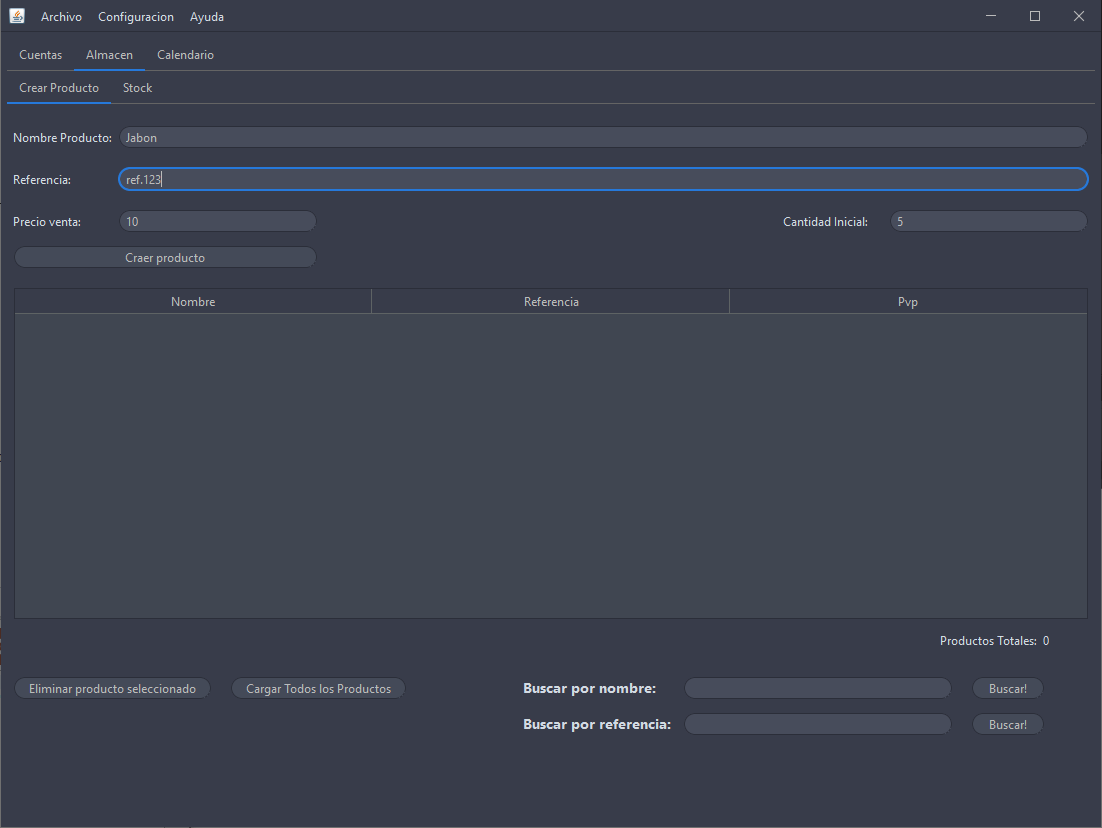 Archivo Configuracion Ayuda
Cuentas Almacen Calendario
Crear Producto Stock
Nombre Producto: Jabon
Referencia: ref.123
Precio venta: 10 Cantidad Inicial: 5
Craer producto
Nombre Referencia Pvp
Productos Totales: 0
Eliminar producto seleccionado Cargar Todos los Productos Buscar por nombre: Buscar!
Buscar por referencia: Buscar!